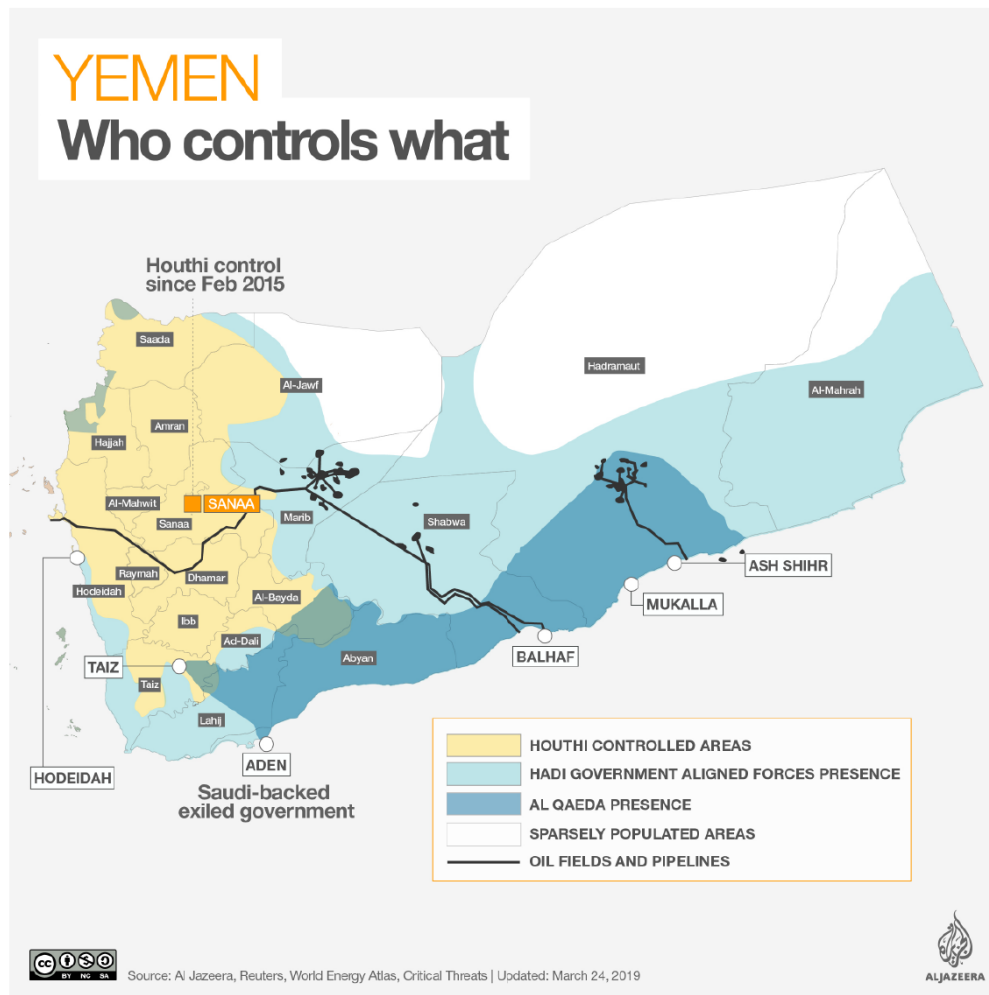 YEMEN
Who controls what
Houthi control
since Feb 2015
Saada
Al-Jawf
Hadramaut
Al-Mahrah
Amran
Hajjah
Al-Mahwit
SANAA
Sanaa
Marib
Shabwa
Raymah
Dhamar
Hodeidah
Al-Bayda
Ibb
Ad-Dali
Abyan
Taiz
Lahij
ASH SHIHR
MUKALLA
BALHAF
TAIZ
ADEN
HODEIDAH
Saudi-backed
exiled government
HOUTHI CONTROLLED AREAS
HADI GOVERNMENT ALIGNED FORCES PRESENCE
AL QAEDA PRESENCE
SPARSELY POPULATED AREAS
OIL FIELDS AND PIPELINES
cc
BY NC SA
Source: Al Jazeera, Reuters, World Energy Atlas, Critical Threats | Updated: March 24, 2019
ALJAZEERA